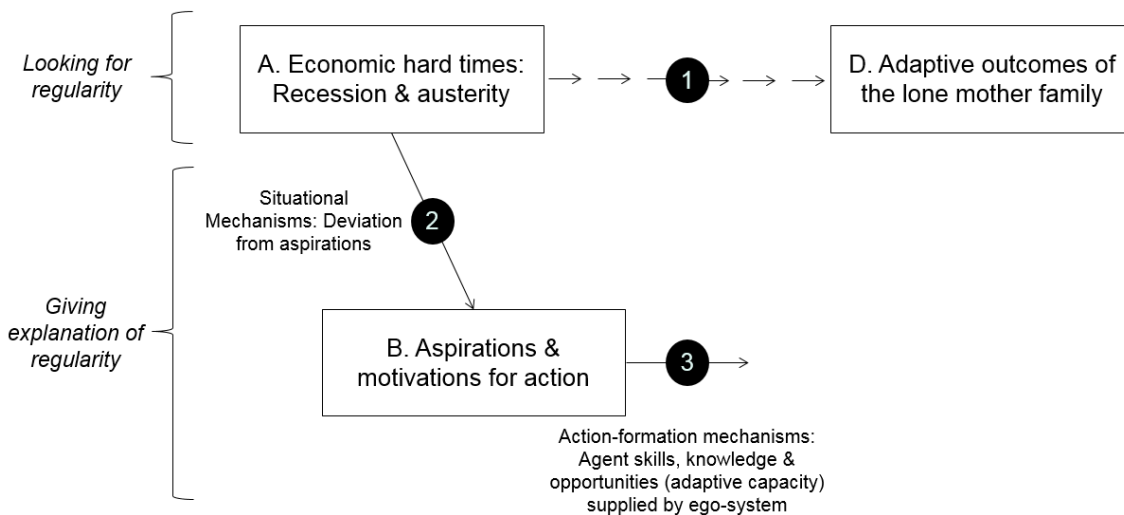 Looking for
regularity
A. Economic hard times:
Recession & austerity
1
D. Adaptive outcomes of
the lone mother family
Situational
Mechanisms: Deviation
from aspirations
2
Giving
explanation of
regularity
B. Aspirations &
motivations for action
3
Action-formation mechanisms:
Agent skills, knowledge &
opportunities (adaptive capacity)
supplied by ego-system